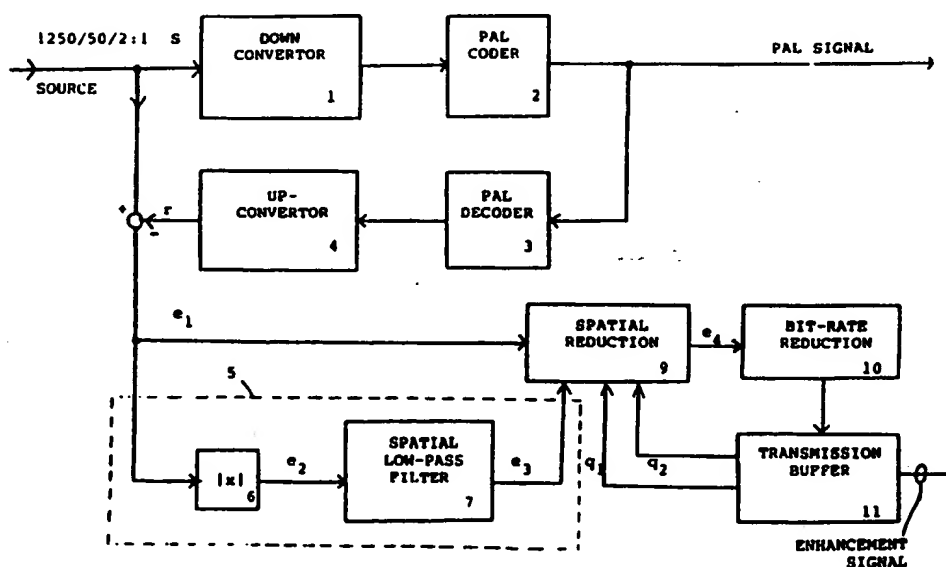 1250/50/2:1 S
SOURCE
DOWN
CONVERTOR
1
PAL
CODER
2
PAL SIGNAL
+
-
r
UP-
CONVERTOR
4
PAL
DECODER
3
e1
SPATIAL
REDUCTION
9
e4
BIT-RATE
REDUCTION
10
5
|x|
6
e2
SPATIAL
LOW-PASS
FILTER
7
e3
q1
q2
TRANSMISSION
BUFFER
11
ENHANCEMENT
SIGNAL